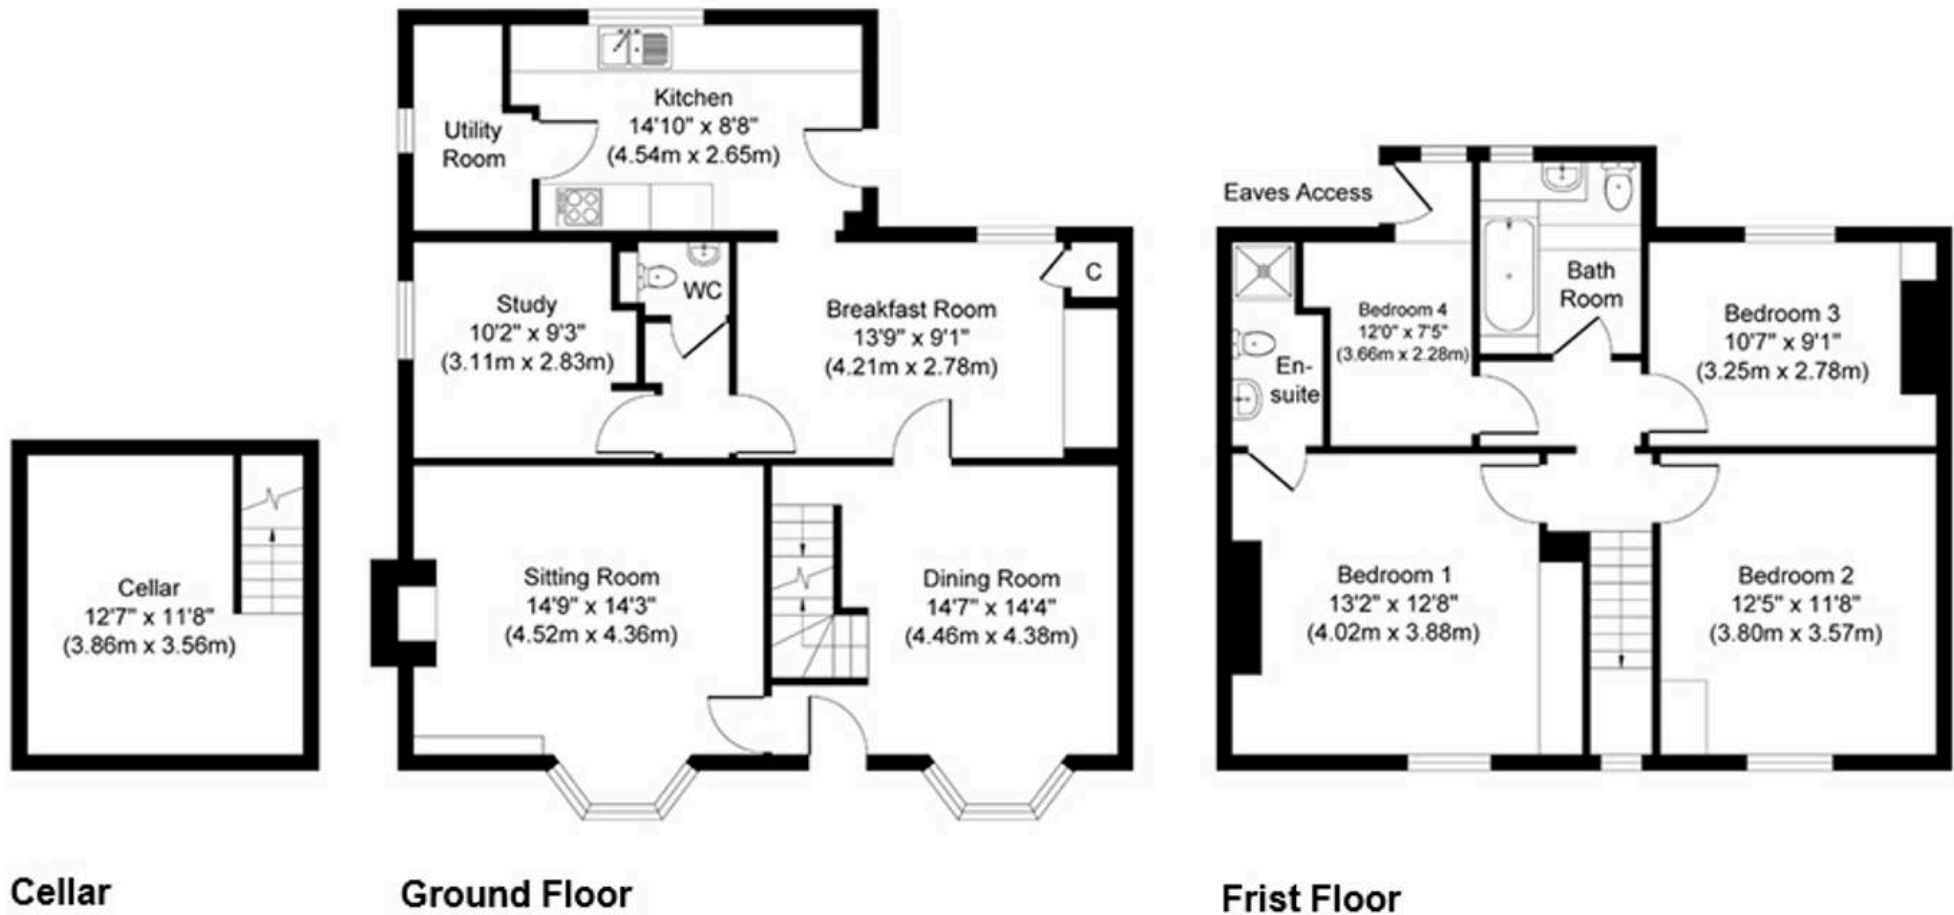 Kitchen
14'10" x 8'8"
(4.54m x 2.65m)
Utility
Room
Study
10'2" x 9'3"
(3.11m x 2.83m)
WC
Breakfast Room
13'9" x 9'1"
(4.21m x 2.78m)
C
Sitting Room
14'9" x 14'3"
(4.52m x 4.36m)
Dining Room
14'7" x 14'4"
(4.46m x 4.38m)
Cellar
12'7" x 11'8"
(3.86m x 3.56m)
Eaves Access
Bath
Room
Bedroom 4
12'0" x 7'5"
(3.66m x 2.28m)
En-
suite
Bedroom 3
10'7" x 9'1"
(3.25m x 2.78m)
Bedroom 1
13'2" x 12'8"
(4.02m x 3.88m)
Bedroom 2
12'5" x 11'8"
(3.80m x 3.57m)
Cellar
Ground Floor
Frist Floor